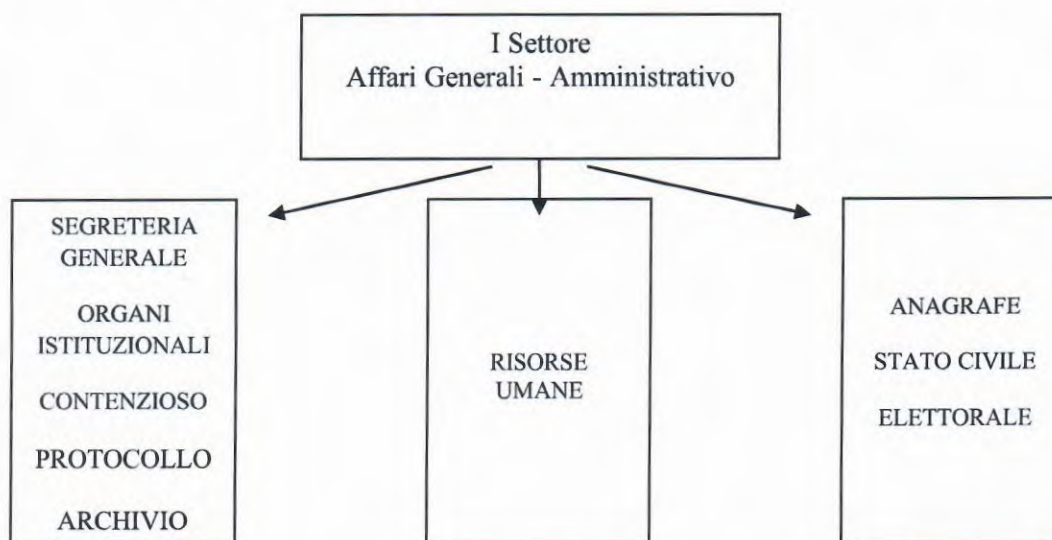 I Settore
Affari Generali - Amministrativo
SEGRETERIA
GENERALE
ORGANI
ISTITUZIONALI
CONTENZIOSO
PROTOCOLLO
ARCHIVIO
RISORSE
UMANE
ANAGRAFE
STATO CIVILE
ELETTORALE